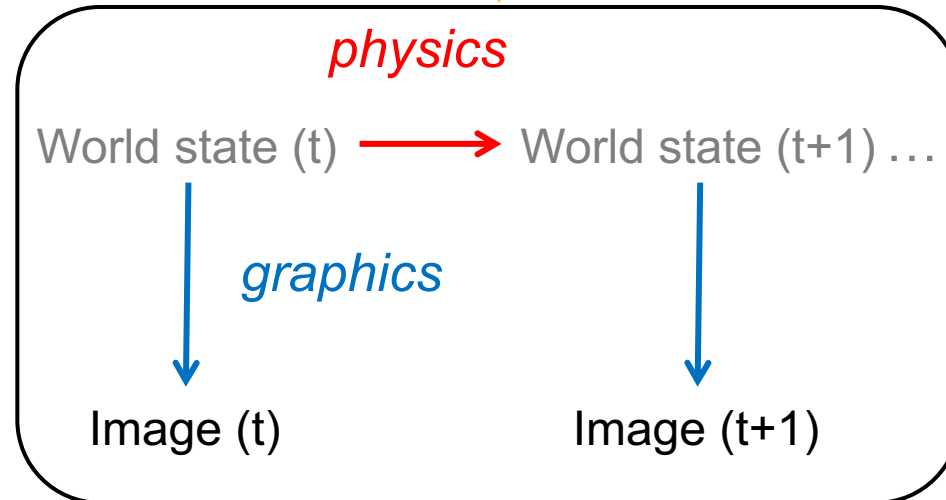 physics
World state (t) World state (t+1) ...
graphics
Image (t) Image (t+1)